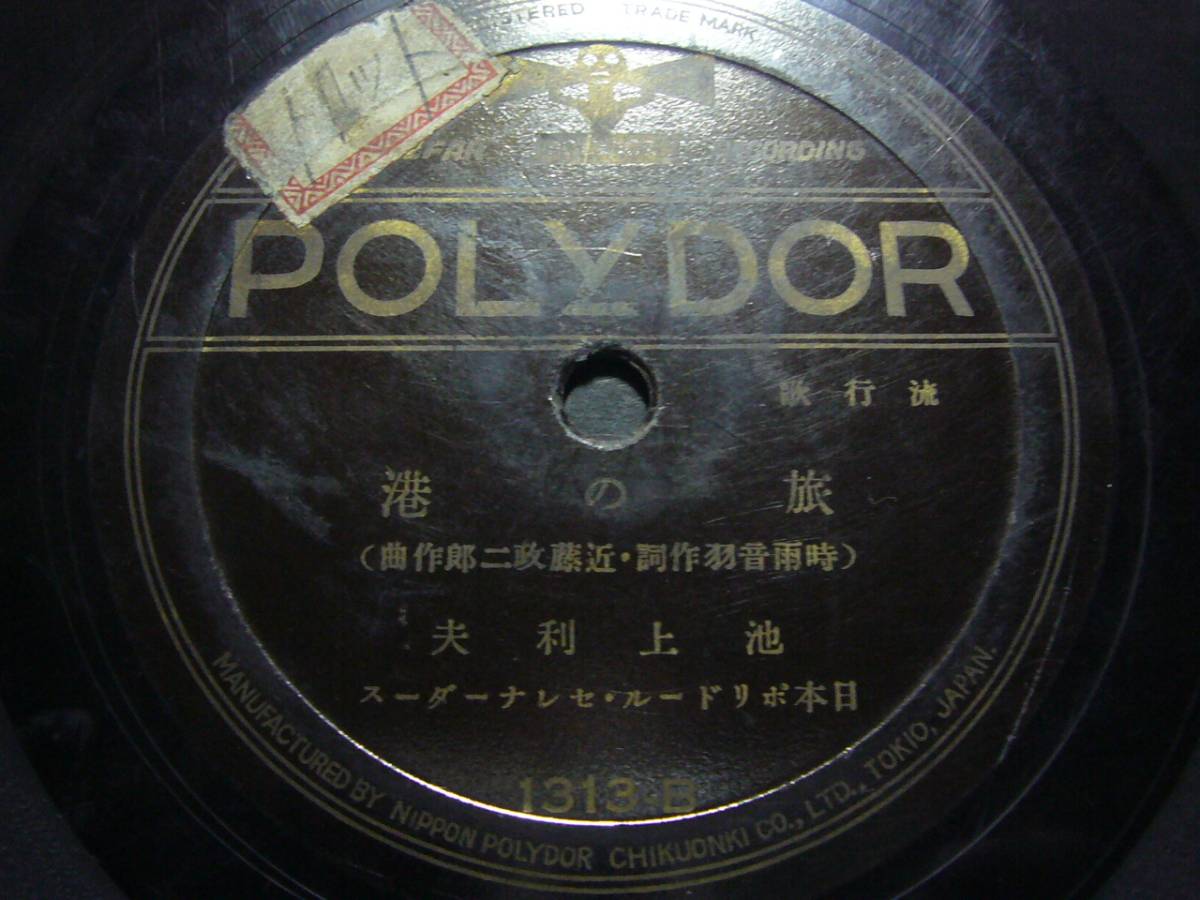 REGISTERED TRADE MARK
ット
RECORDING
POLYDOR
流行歌
旅の港
(時雨音羽作詞・近藤政二郎作曲)
池上利夫
日本ポリドール・セレナーダース
1313-B
MANUFACTURED BY NIPPON POLYDOR CHIKUONKI CO., LTD., TOKIO, JAPAN.